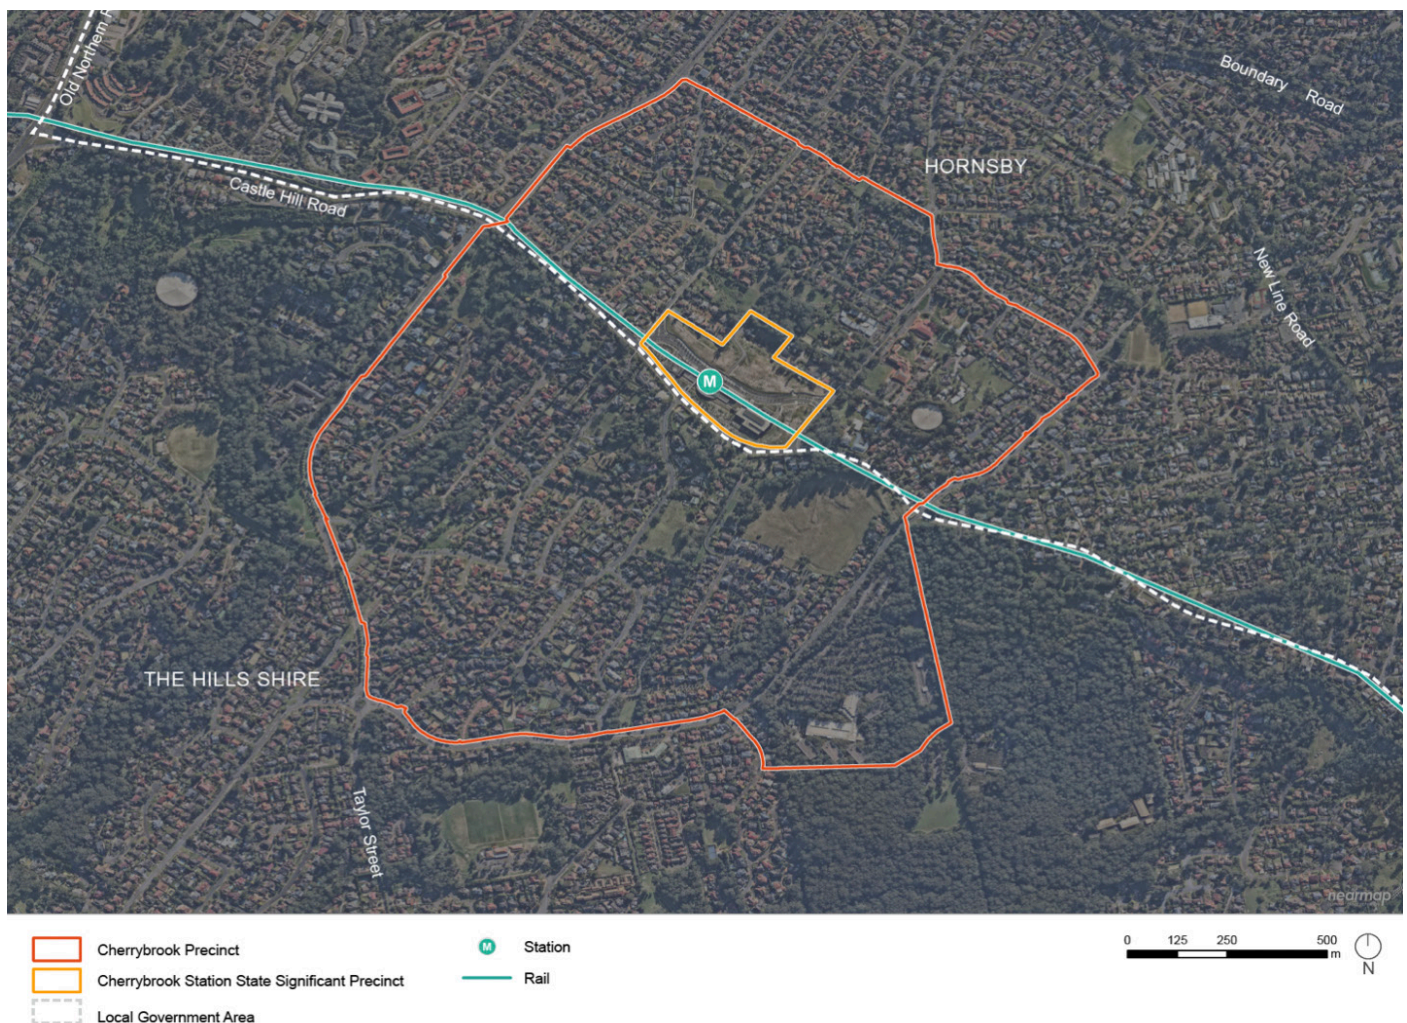 Old Northern
Boundary Road
HORNSBY
Castle Hill Road
New Line Road
M
THE HILLS SHIRE
Taylor Street
nearmap
Cherrybrook Precinct
M Station
0 125 250 500 m
N
Cherrybrook Station State Significant Precinct
Rail
Local Government Area